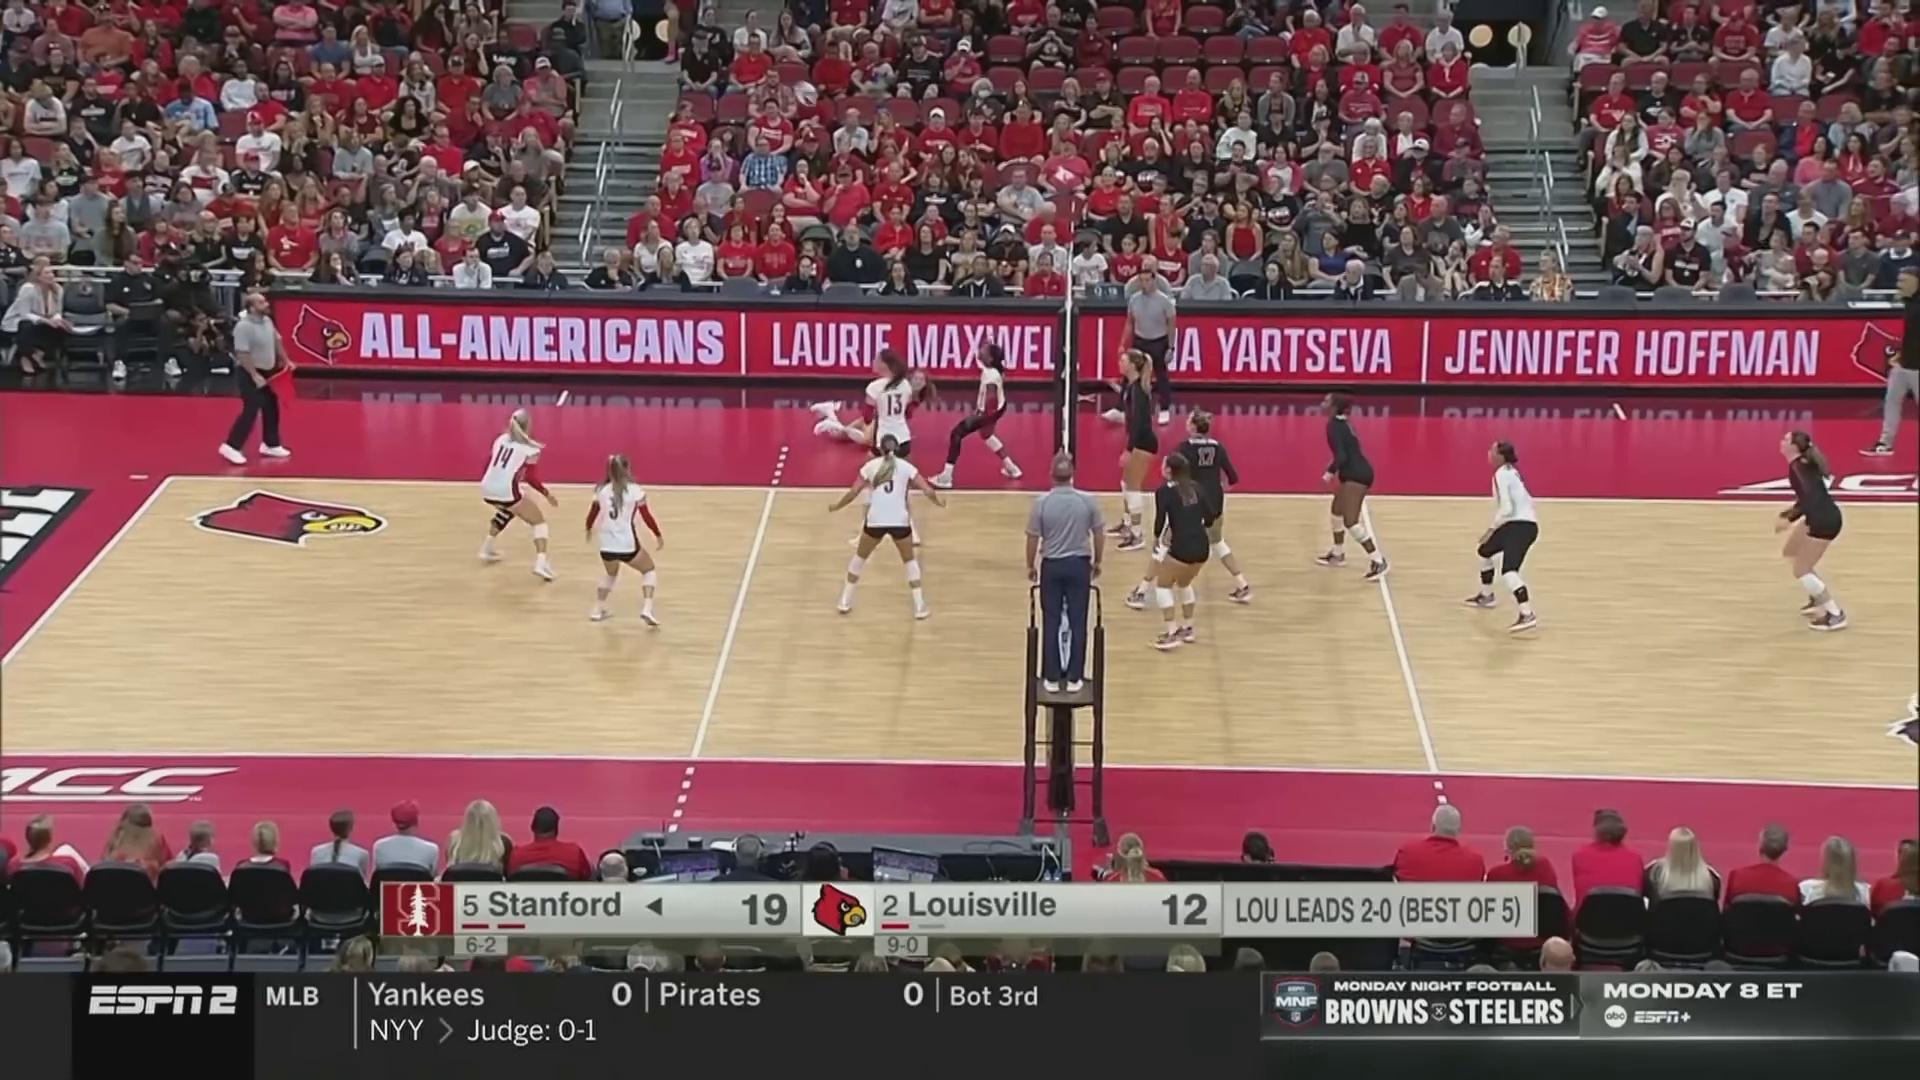 ALL-AMERICANS
LAURIE MAXWEL
A YARTSEVA
JENNIFER HOFFMAN
14
3
13
5
17
ACC
5 Stanford 19
6-2
2 Louisville 12
9-0
LOU LEADS 2-0 (BEST OF 5)
ESPN2
MLB
Yankees 0
Pirates 0
Bot 3rd
NYY > Judge: 0-1
ESPN
MNF
MONDAY NIGHT FOOTBALL
BROWNS STEELERS
MONDAY 8 ET
abc ESPN+